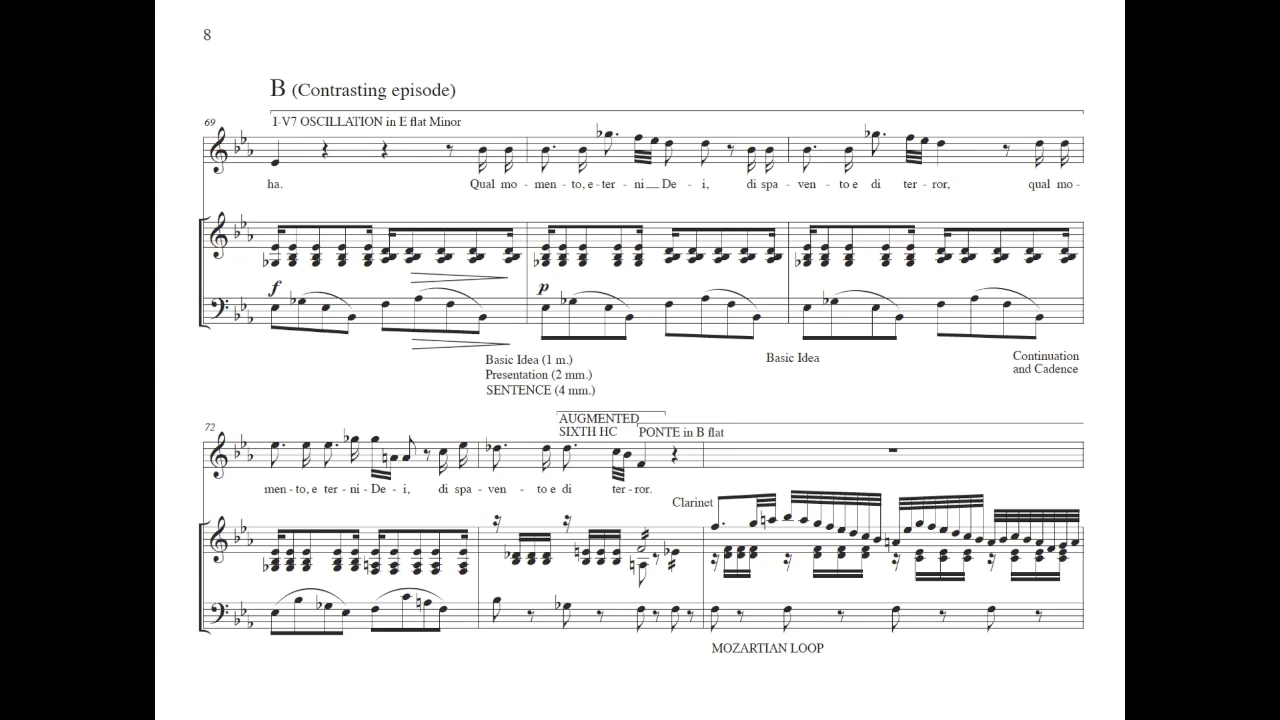 8
B (Contrasting episode)
I-V7 OSCILLATION in E flat Minor
69
ha. Qual mo - men - to, e - ter - ni De - i, di spa - ven - to e di ter - ror, qual mo -
f p
Basic Idea (1 m.) Basic Idea Continuation
Presentation (2 mm.) and Cadence
SENTENCE (4 mm.)
AUGMENTED
SIXTH HC PONTE in B flat
72
men - to, e ter - ni - De - i, di spa - ven - to e di ter - ror.
Clarinet
MOZARTIAN LOOP